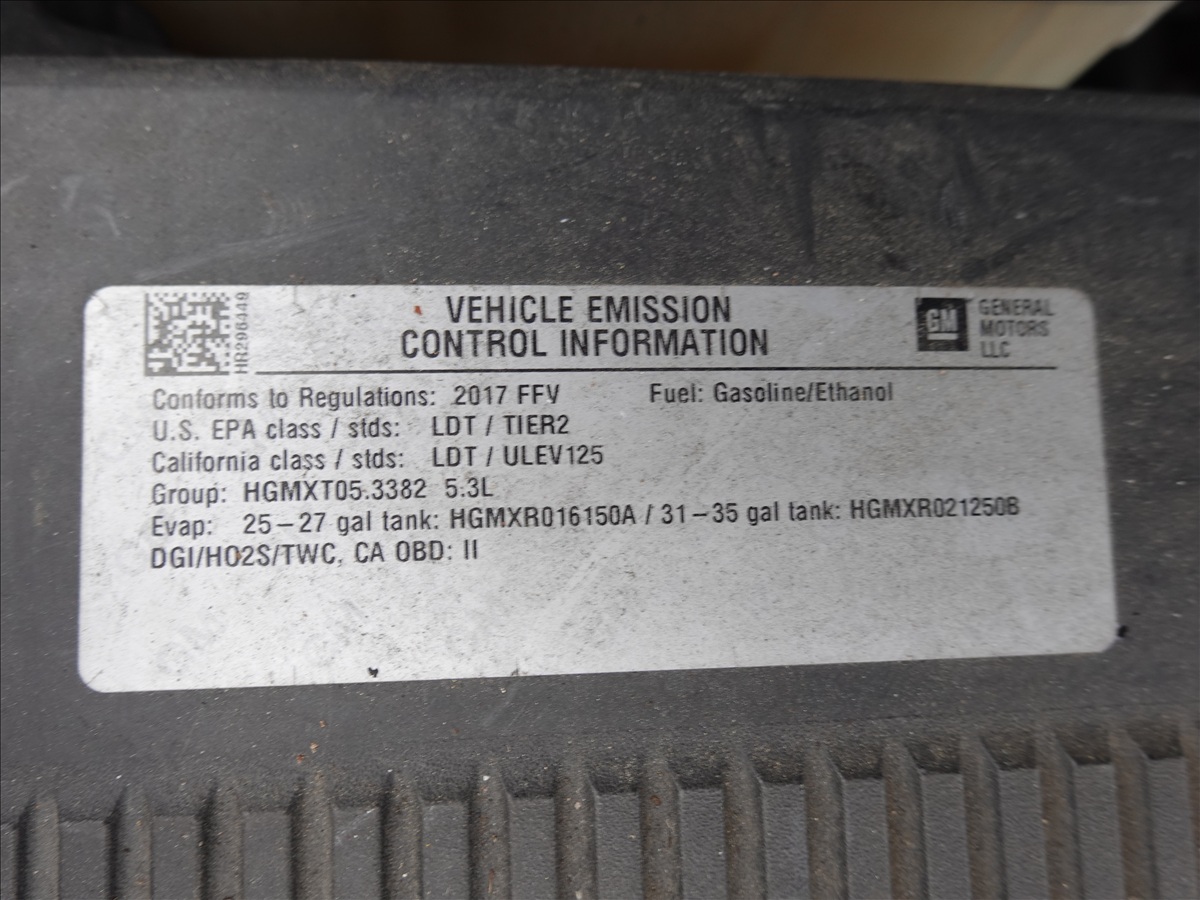 HR296449
VEHICLE EMISSION
CONTROL INFORMATION
GM
GENERAL
MOTORS
LLC
Conforms to Regulations: 2017 FFV Fuel: Gasoline/Ethanol
U.S. EPA class / stds: LDT / TIER2
California class / stds: LDT / ULEV125
Group: HGMXT05.3382 5.3L
Evap: 25-27 gal tank: HGMXR016150A / 31-35 gal tank: HGMXR021250B
DGI/HO2S/TWC, CA OBD: II